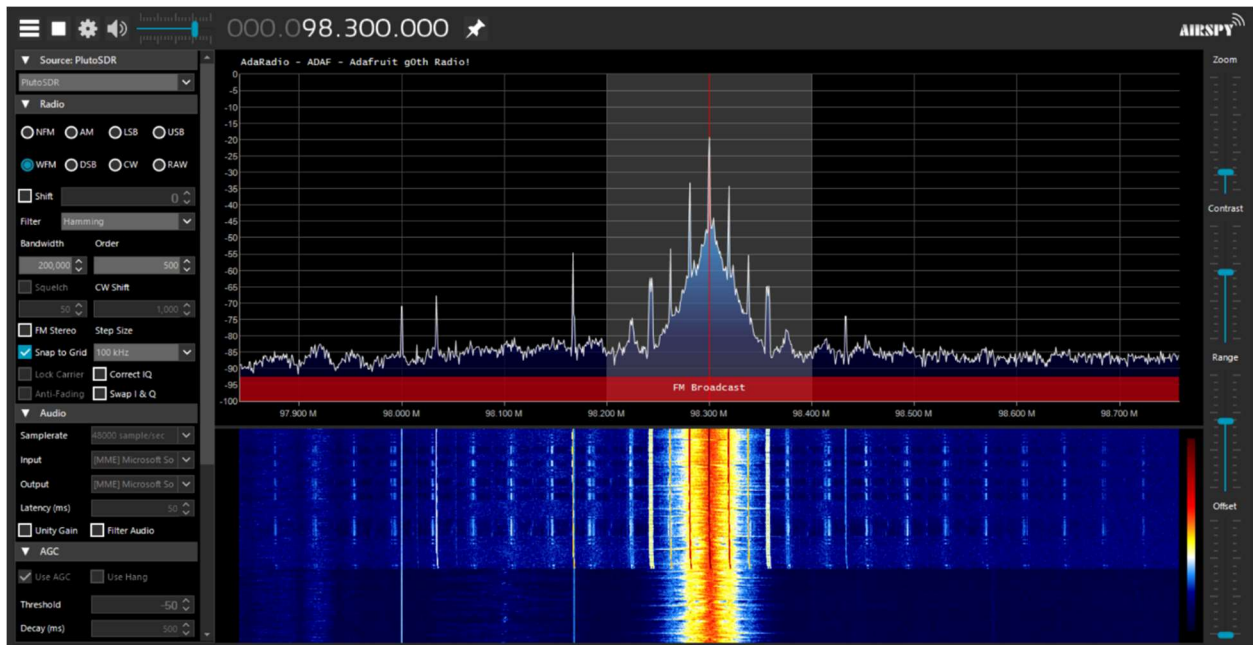 000.098.300.000
AIRSPY
Source: PlutoSDR
PlutoSDR
Radio
NFM AM LSB USB
WFM DSB CW RAW
Shift 0
Filter Hamming
Bandwidth Order
200,000 500
Squelch CW Shift
50 1,000
FM Stereo Step Size
Snap to Grid 100 kHz
Lock Carrier Correct IQ
Anti-Fading Swap I & Q
Audio
Samplerate 48000 sample/sec
Input [MME] Microsoft So
Output [MME] Microsoft So
Latency (ms) 50
Unity Gain Filter Audio
AGC
Use AGC Use Hang
Threshold -50
Decay (ms) 500
AdaRadio - ADAF - Adafruit g0th Radio!
0
-5
-10
-15
-20
-25
-30
-35
-40
-45
-50
-55
-60
-65
-70
-75
-80
-85
-90
-95
-100
FM Broadcast
97.900 M 98.000 M 98.100 M 98.200 M 98.300 M 98.400 M 98.500 M 98.600 M 98.700 M
Zoom
Contrast
Range
Offset